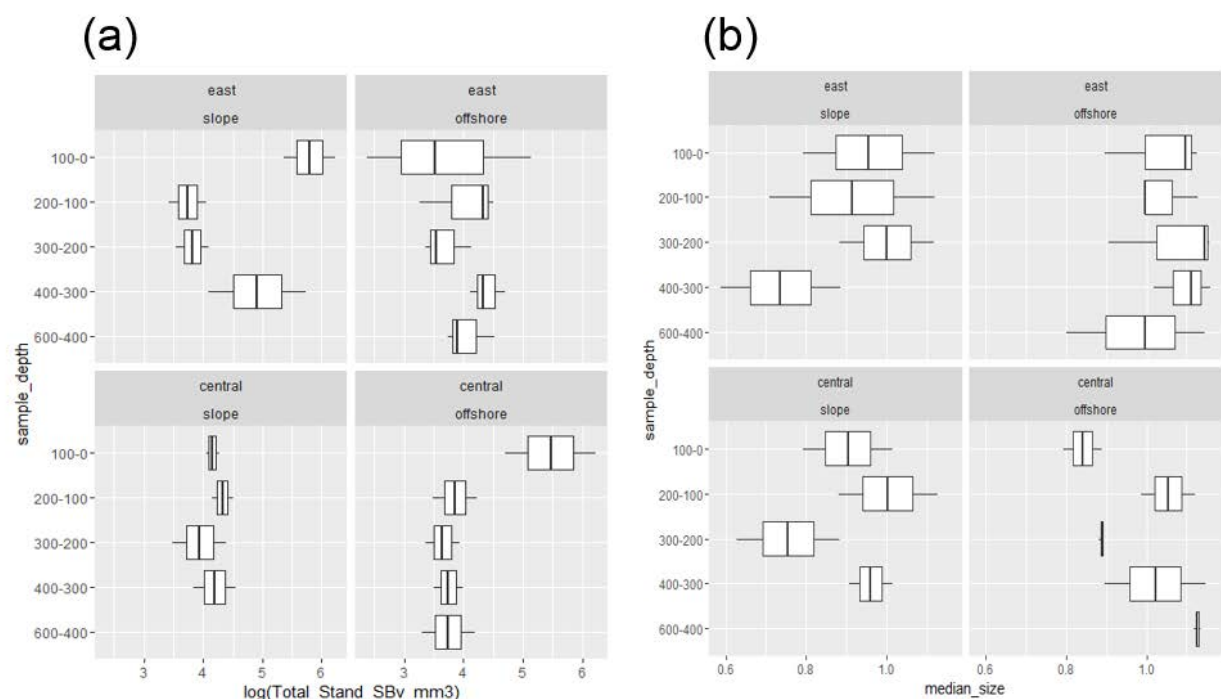 (a)
east
east
slope
offshore
100-0
200-100
300-200
400-300
600-400
central
central
slope
offshore
100-0
200-100
300-200
400-300
600-400
3 4 5 6 3 4 5 6
sample_depth
log(Total_Stand_SBv_mm3)
(b)
east
east
slope
offshore
100-0
200-100
300-200
400-300
600-400
central
central
slope
offshore
100-0
200-100
300-200
400-300
600-400
0.6 0.8 1.0 0.6 0.8 1.0
sample_depth
median_size